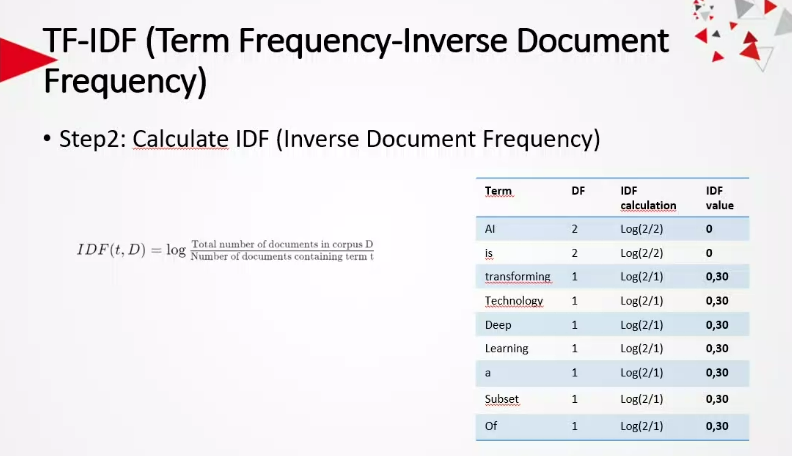 TF-IDF (Term Frequency-Inverse Document
Frequency)
• Step2: Calculate IDF (Inverse Document Frequency)
IDF(t, D) = log Total number of documents in corpus D / Number of documents containing term t
Term DF IDF calculation IDF value
AI 2 Log(2/2) 0
is 2 Log(2/2) 0
transforming 1 Log(2/1) 0,30
Technology 1 Log(2/1) 0,30
Deep 1 Log(2/1) 0,30
Learning 1 Log(2/1) 0,30
a 1 Log(2/1) 0,30
Subset 1 Log(2/1) 0,30
Of 1 Log(2/1) 0,30